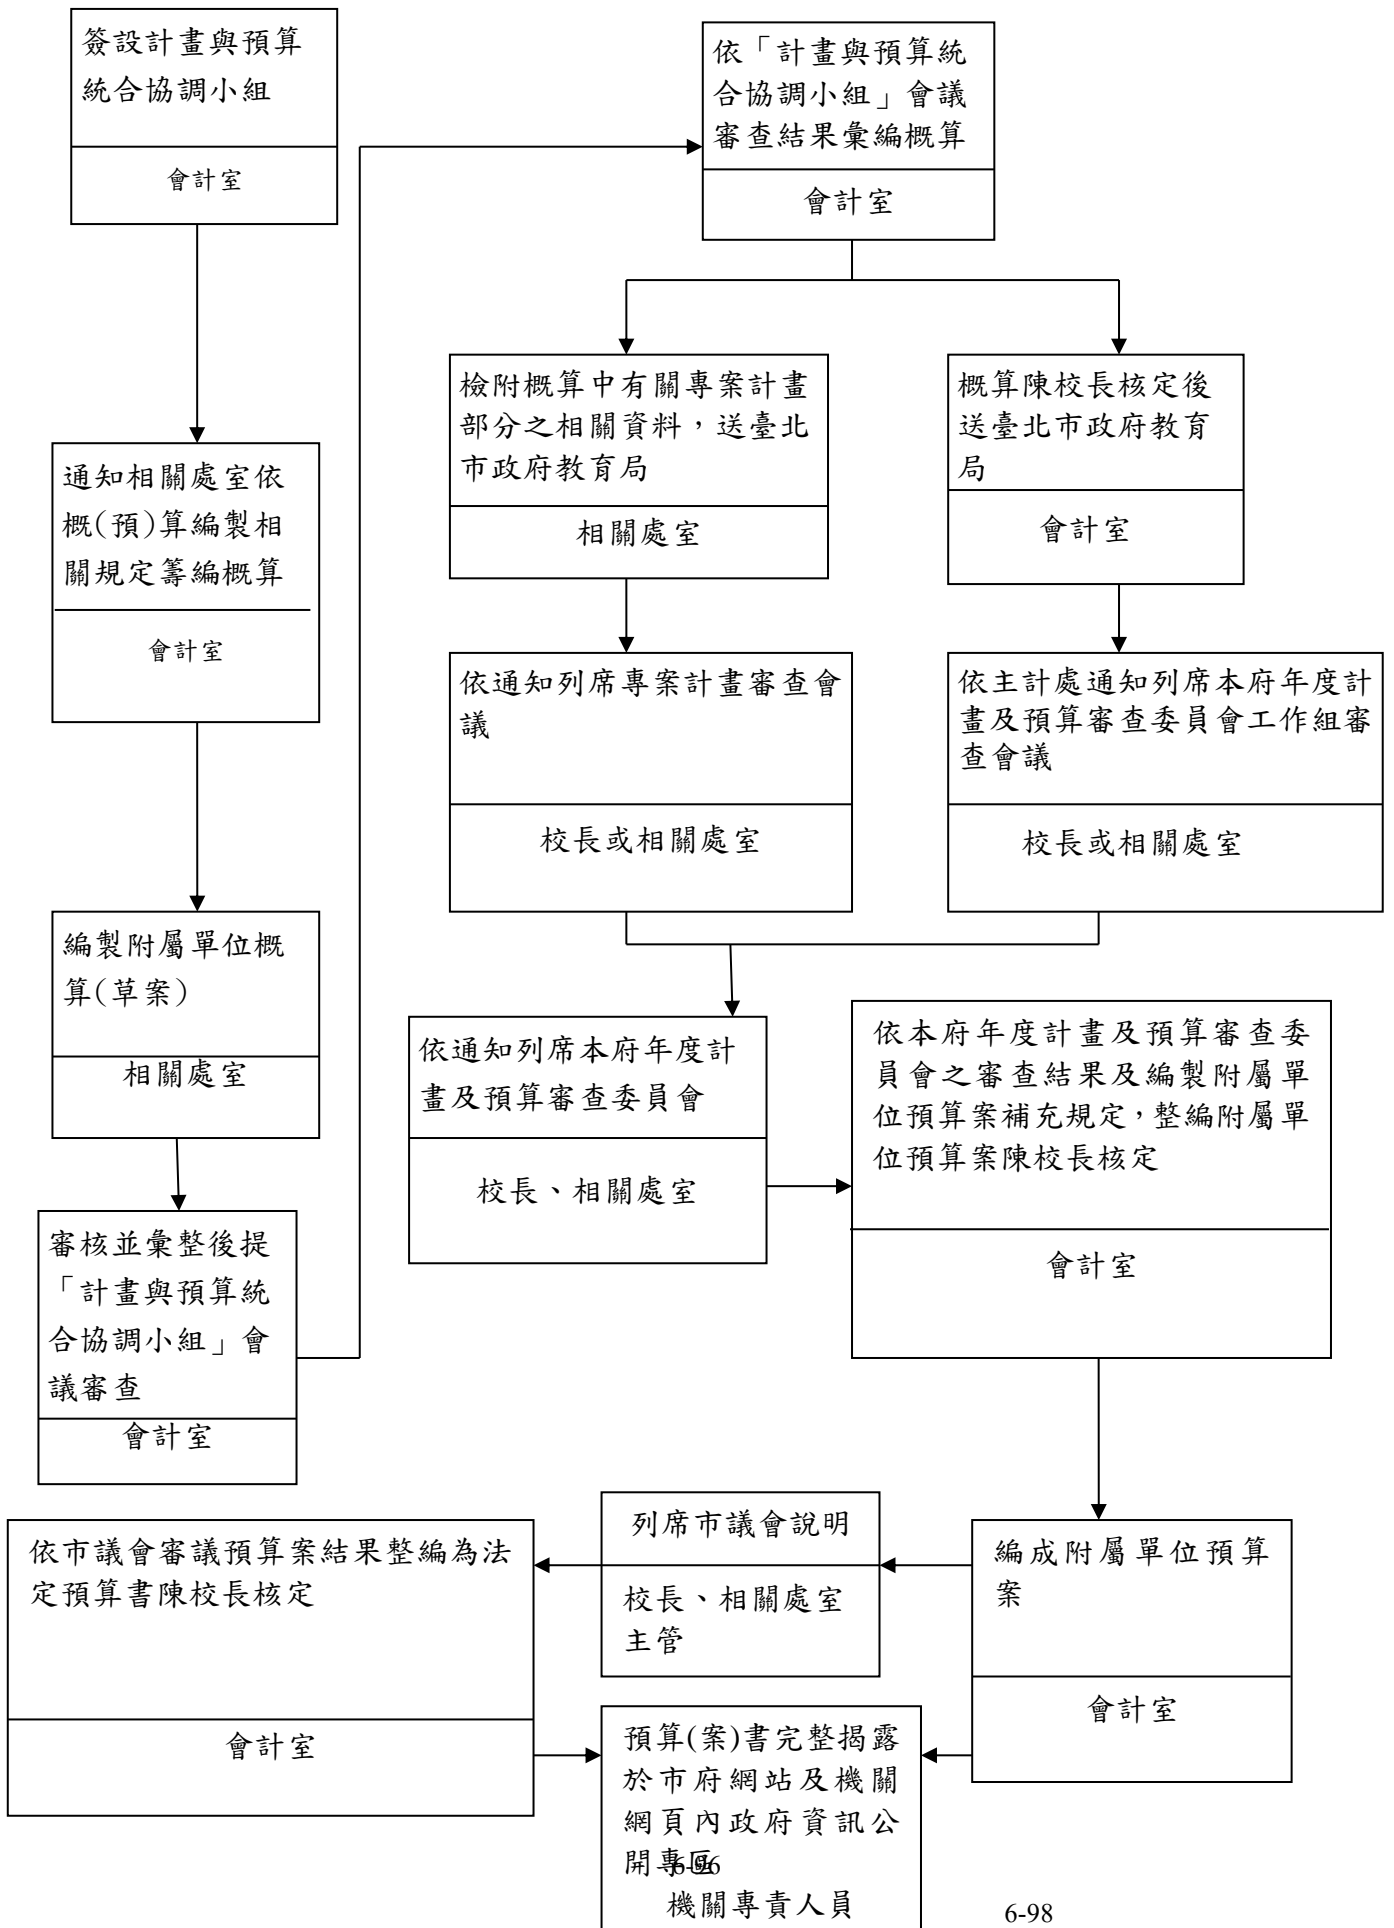 簽設計畫與預算
統合協調小組
會計室
通知相關處室依
概(預)算編製相
關規定籌編概算
會計室
編製附屬單位概
算(草案)
相關處室
審核並彙整後提
「計畫與預算統
合協調小組」會
議審查
會計室
依「計畫與預算統
合協調小組」會議
審查結果彙編概算
會計室
檢附概算中有關專案計畫
部分之相關資料，送臺北
市政府教育局
相關處室
概算陳校長核定後
送臺北市政府教育
局
會計室
依通知列席專案計畫審查會
議
校長或相關處室
依主計處通知列席本府年度計
畫及預算審查委員會工作組審
查會議
校長或相關處室
依通知列席本府年度計
畫及預算審查委員會
校長、相關處室
依本府年度計畫及預算審查委
員會之審查結果及編製附屬單
位預算案補充規定，整編附屬單
位預算案陳校長核定
會計室
編成附屬單位預算
案
會計室
列席市議會說明
校長、相關處室
主管
依市議會審議預算案結果整編為法
定預算書陳校長核定
會計室
預算(案)書完整揭露
於市府網站及機關
網頁內政府資訊公
開專區
6-96
機關專責人員
6-98